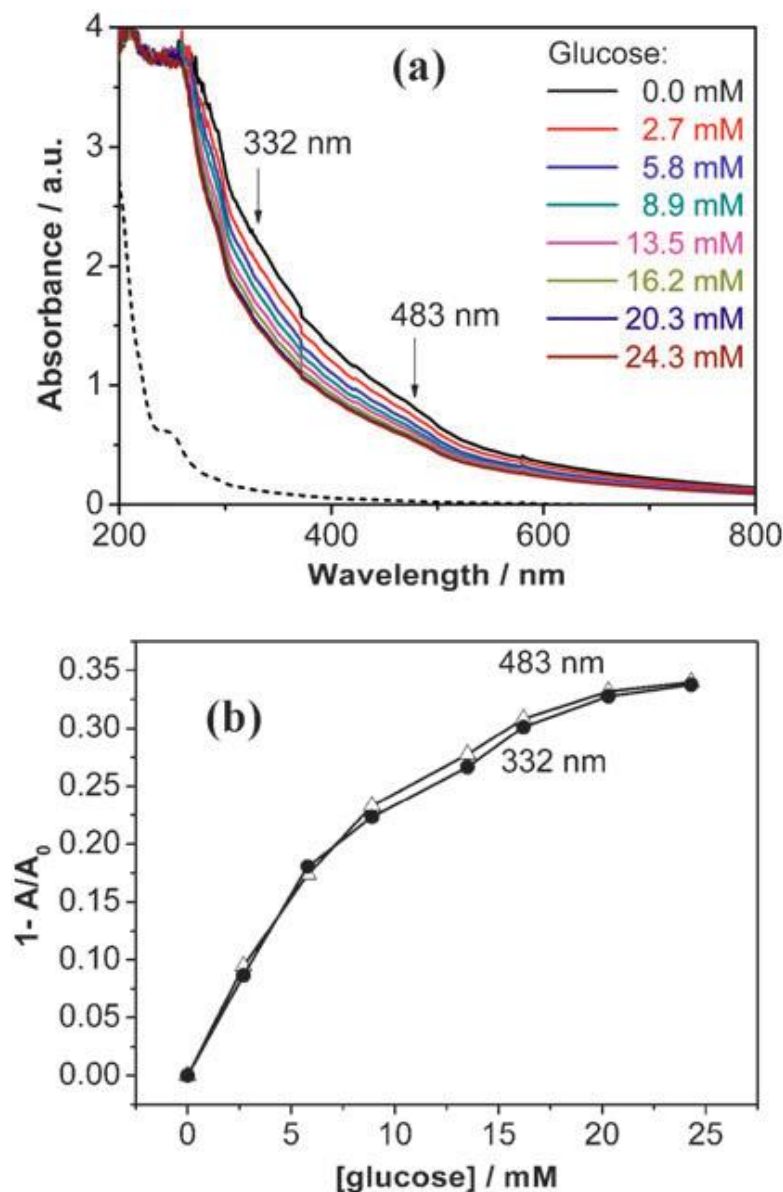 (a)
Glucose:
0.0 mM
2.7 mM
5.8 mM
8.9 mM
13.5 mM
16.2 mM
20.3 mM
24.3 mM
332 nm
483 nm
4
3
2
1
0
Absorbance / a.u.
200 400 600 800
Wavelength / nm
(b)
483 nm
332 nm
0.35
0.30
0.25
0.20
0.15
0.10
0.05
0.00
1- A/A₀
0 5 10 15 20 25
[glucose] / mM